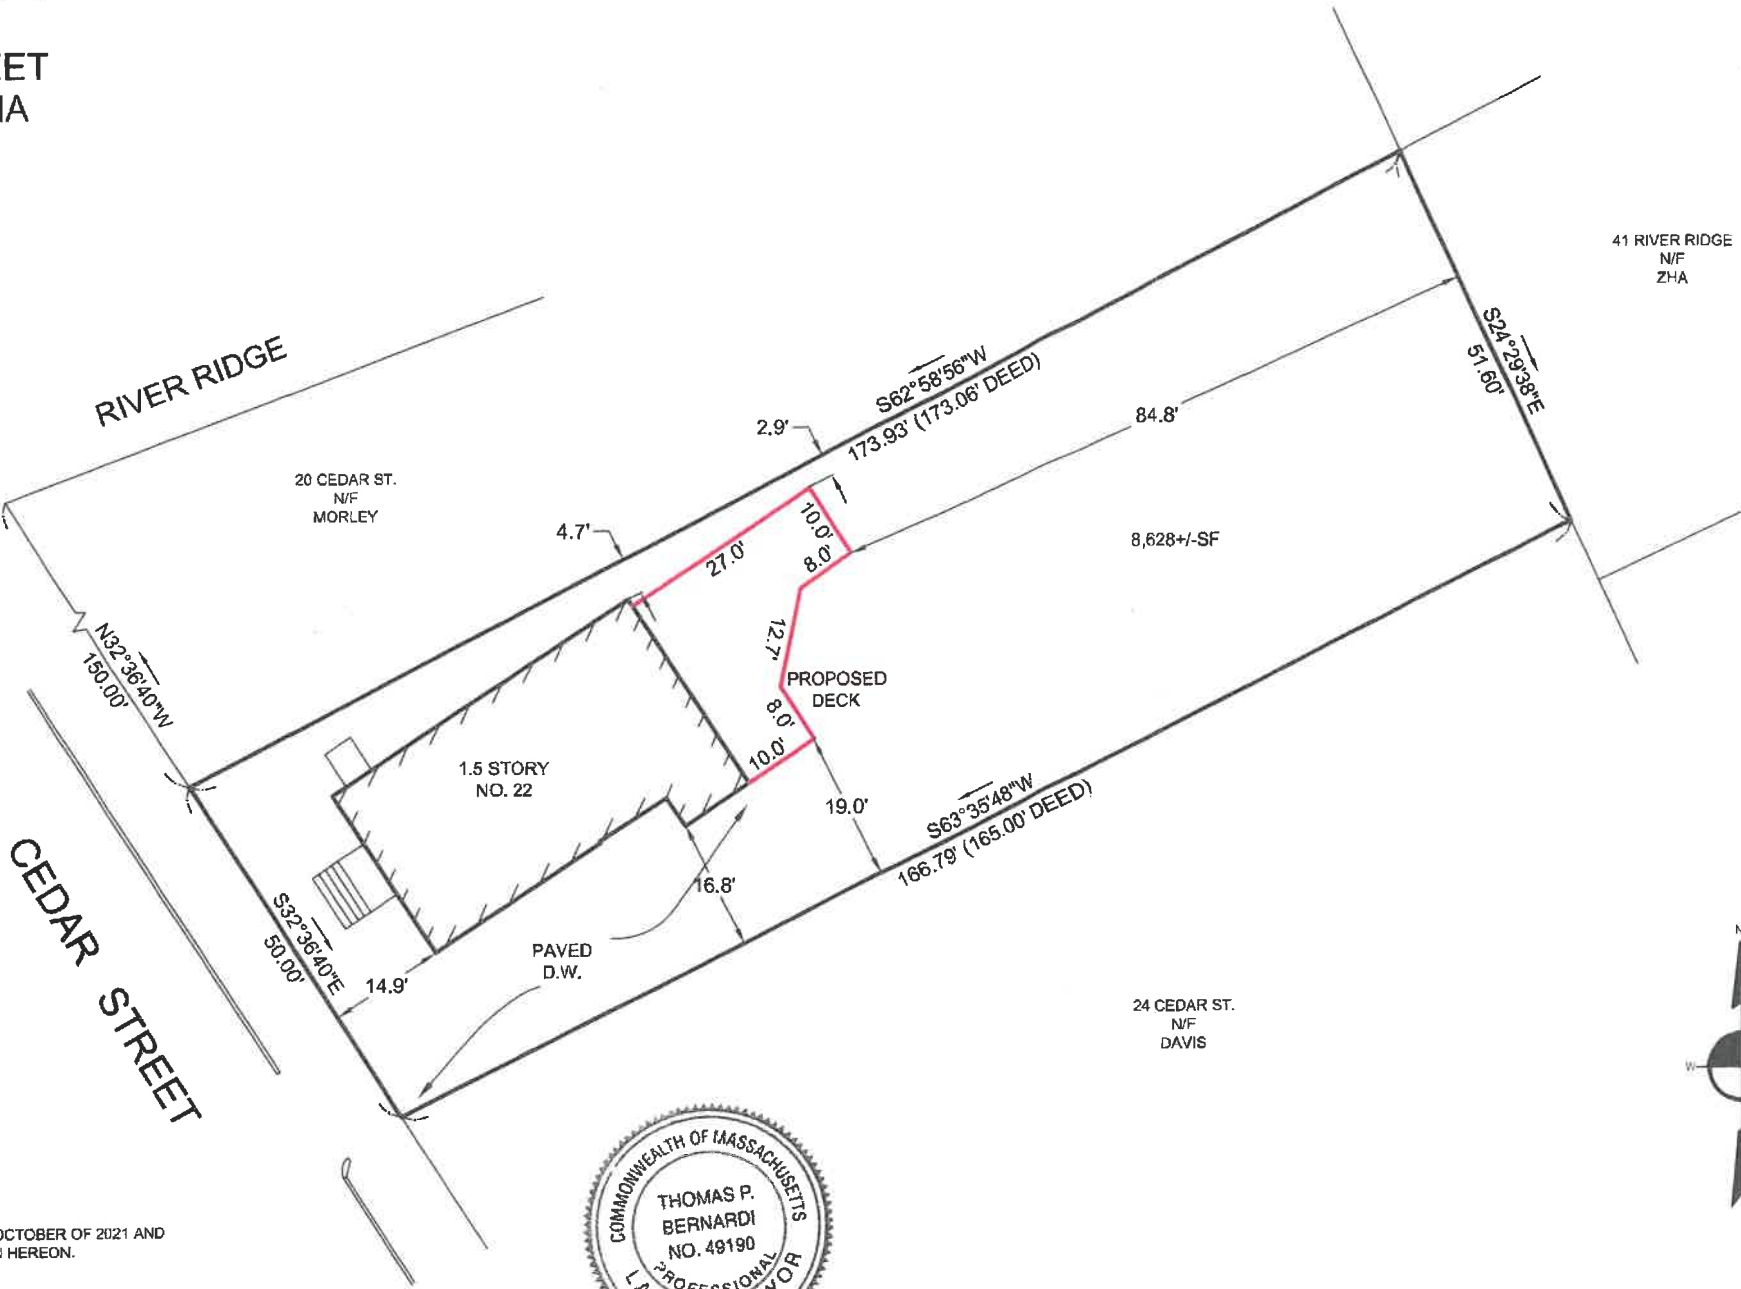 RIVER RIDGE
20 CEDAR ST.
N/F
MORLEY
41 RIVER RIDGE
N/F
ZHA
S62°58'56"W
173.93' (173.06' DEED)
S24°29'38"E
51.60'
84.8'
2.9'
4.7'
27.0'
10.0'
8.0'
12.7'
8.0'
10.0'
PROPOSED
DECK
8,628+/-SF
N32°36'40"W
150.00'
1.5 STORY
NO. 22
19.0'
16.8'
S63°35'48"W
166.79' (165.00' DEED)
S32°36'40"E
50.00'
14.9'
PAVED
D.W.
CEDAR STREET
24 CEDAR ST.
N/F
DAVIS
N
W
COMMONWEALTH OF MASSACHUSETTS
THOMAS P.
BERNARDI
NO. 49190
PROFESSIONAL
OCTOBER OF 2021 AND
HEREON.